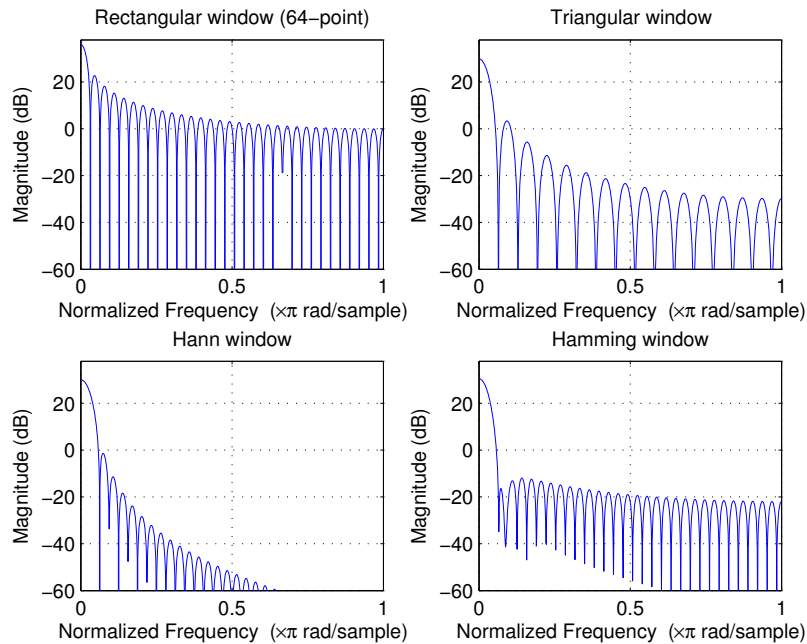 Rectangular window (64−point)
Magnitude (dB)
20
0
−20
−40
−60
0
0.5
1
Normalized Frequency (×π rad/sample)
Triangular window
Magnitude (dB)
20
0
−20
−40
−60
0
0.5
1
Normalized Frequency (×π rad/sample)
Hann window
Magnitude (dB)
20
0
−20
−40
−60
0
0.5
1
Normalized Frequency (×π rad/sample)
Hamming window
Magnitude (dB)
20
0
−20
−40
−60
0
0.5
1
Normalized Frequency (×π rad/sample)